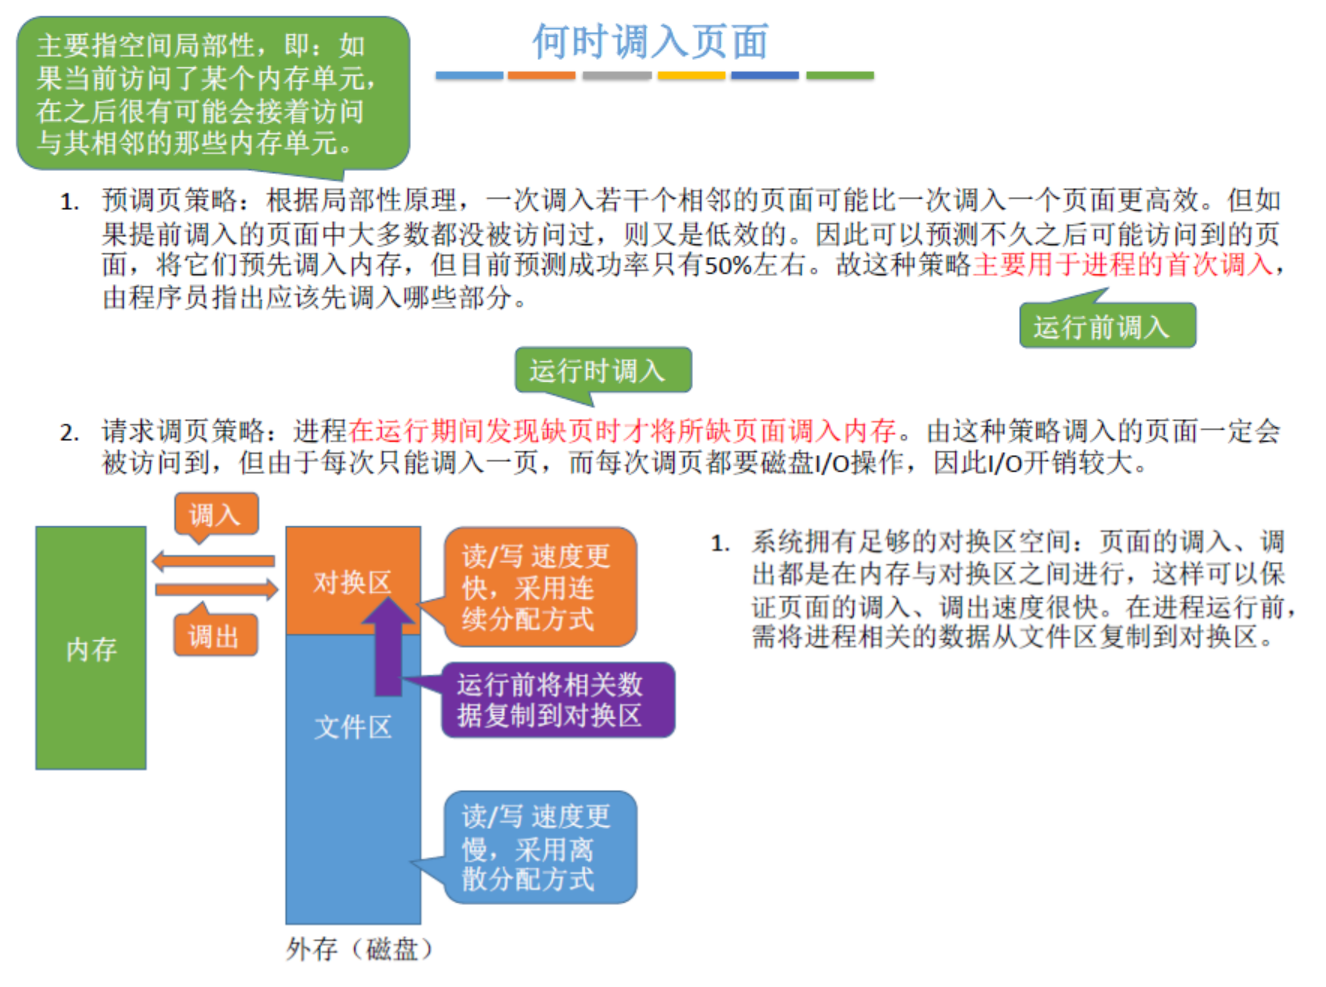 何时调入页面
主要指空间局部性，即：如
果当前访问了某个内存单元，
在之后很有可能会接着访问
与其相邻的那些内存单元。
1. 预调页策略：根据局部性原理，一次调入若干个相邻的页面可能比一次调入一个页面更高效。但如
果提前调入的页面中大多数都没被访问过，则又是低效的。因此可以预测不久之后可能访问到的页
面，将它们预先调入内存，但目前预测成功率只有50%左右。故这种策略主要用于进程的首次调入，
由程序员指出应该先调入哪些部分。
运行前调入
运行时调入
2. 请求调页策略：进程在运行期间发现缺页时才将所缺页面调入内存。由这种策略调入的页面一定会
被访问到，但由于每次只能调入一页，而每次调页都要磁盘I/O操作，因此I/O开销较大。
调入
调出
内存
对换区
文件区
外存（磁盘）
读/写 速度更
快，采用连
续分配方式
运行前将相关数
据复制到对换区
读/写 速度更
慢，采用离
散分配方式
1. 系统拥有足够的对换区空间：页面的调入、调
出都是在内存与对换区之间进行，这样可以保
证页面的调入、调出速度很快。在进程运行前，
需将进程相关的数据从文件区复制到对换区。